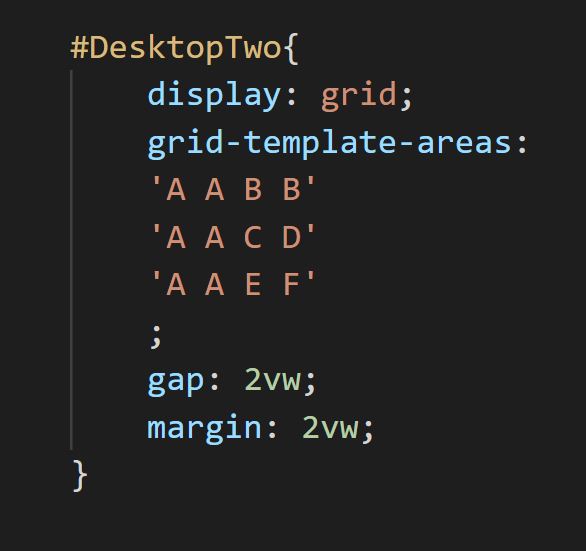 #DesktopTwo{
display: grid;
grid-template-areas:
'A A B B'
'A A C D'
'A A E F'
;
gap: 2vw;
margin: 2vw;
}